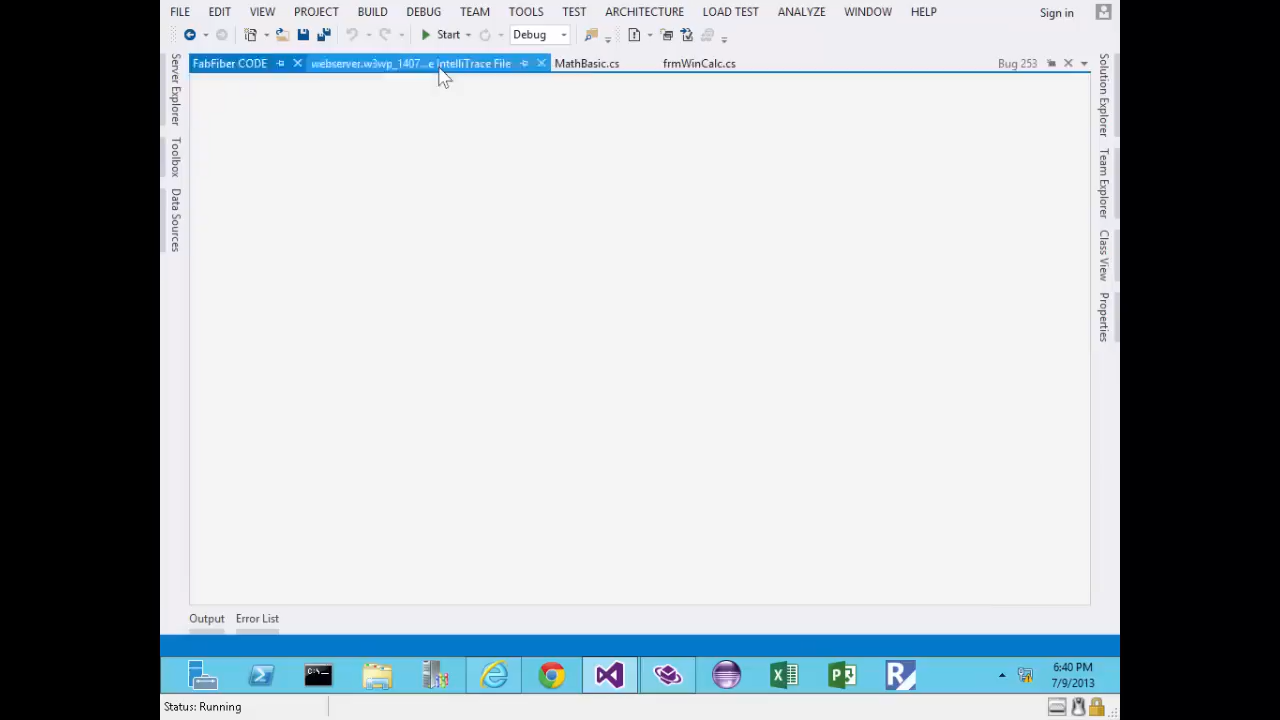 FILE EDIT VIEW PROJECT BUILD DEBUG TEAM TOOLS TEST ARCHITECTURE LOAD TEST ANALYZE WINDOW HELP Sign in
Start Debug
FabFiber CODE webserver.w3wp_1407...e IntelliTrace File MathBasic.cs frmWinCalc.cs Bug 253
Server Explorer
Toolbox
Data Sources
Solution Explorer
Team Explorer
Class View
Properties
Output Error List
6:40 PM
7/9/2013
Status: Running